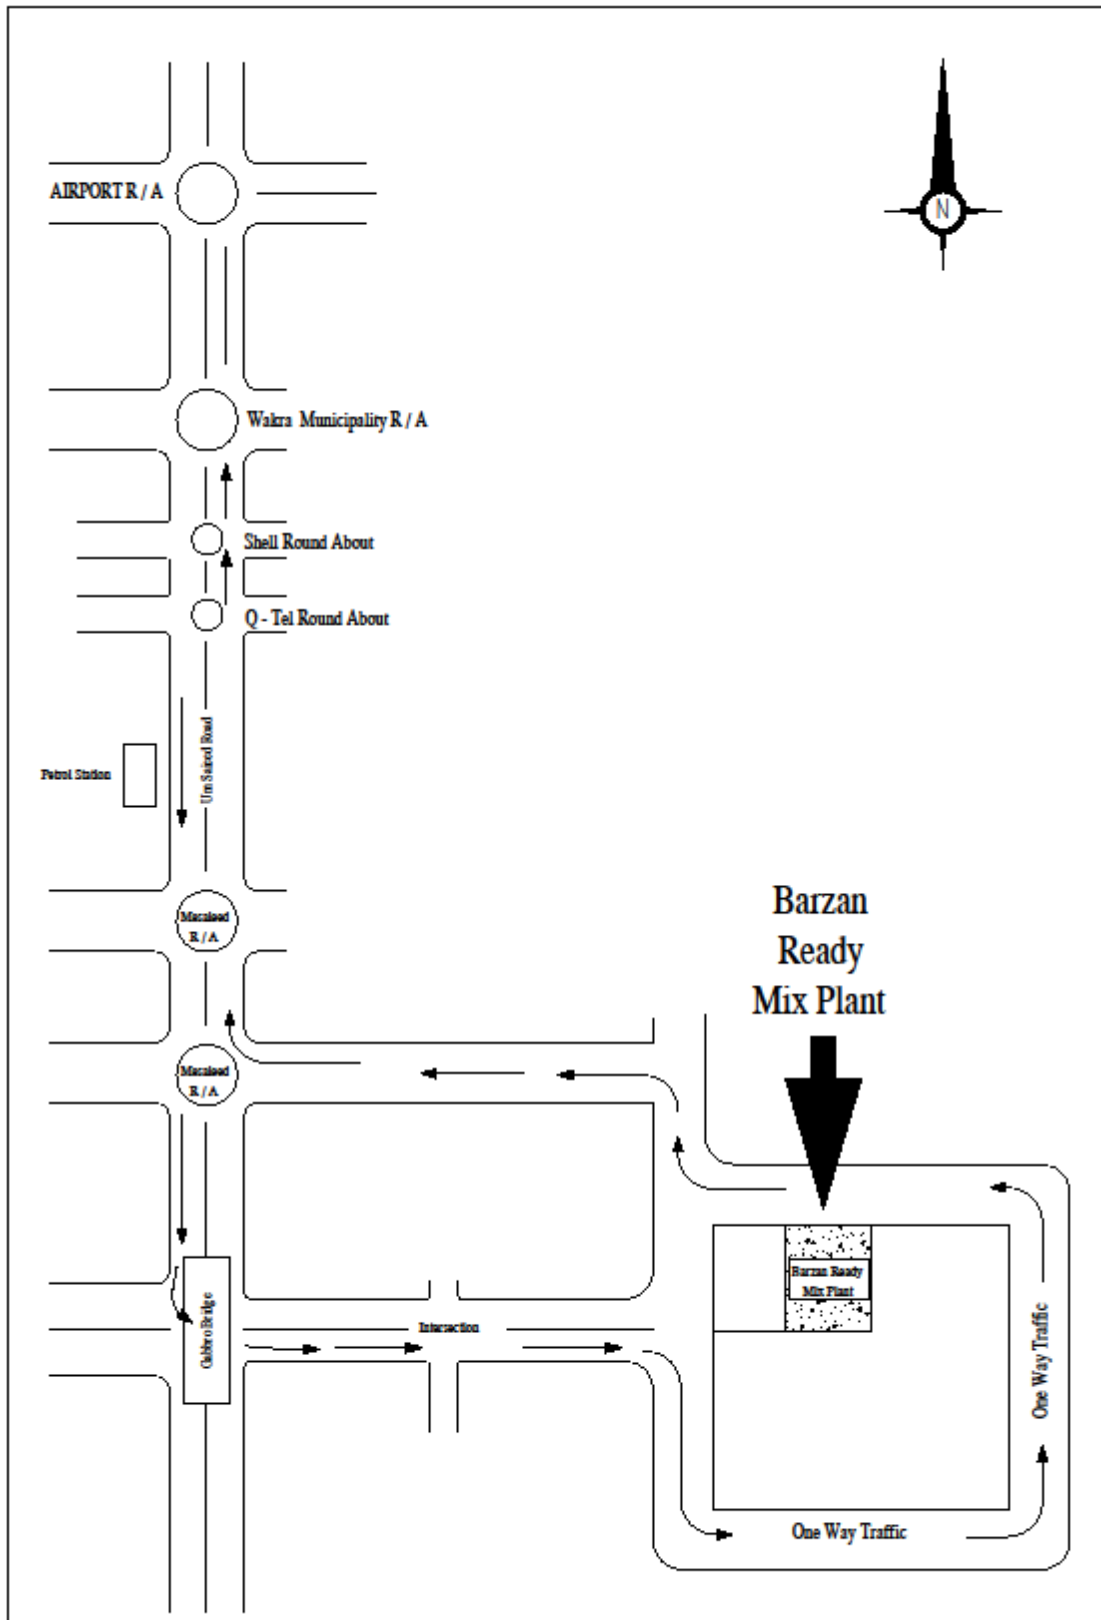 N
AIRPORT R / A
Wakra Municipality R / A
Shell Round About
Q - Tel Round About
Um Saieed Road
Petrol Station
Mesaieed
R / A
Barzan
Ready
Mix Plant
Mesaieed
R / A
Barzan Ready
Mix Plant
Gabbro Bridge
Intersection
One Way Traffic
One Way Traffic